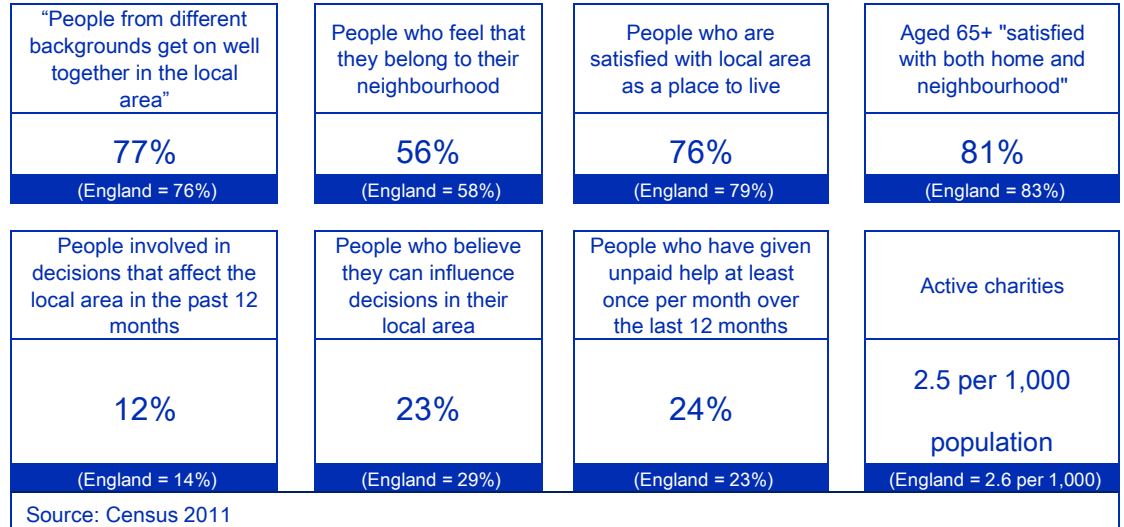 “People from different
backgrounds get on well
together in the local
area”
77%
(England = 76%)
People who feel that
they belong to their
neighbourhood
56%
(England = 58%)
People who are
satisfied with local area
as a place to live
76%
(England = 79%)
Aged 65+ "satisfied
with both home and
neighbourhood"
81%
(England = 83%)
People involved in
decisions that affect the
local area in the past 12
months
12%
(England = 14%)
People who believe
they can influence
decisions in their
local area
23%
(England = 29%)
People who have given
unpaid help at least
once per month over
the last 12 months
24%
(England = 23%)
Active charities
2.5 per 1,000
population
(England = 2.6 per 1,000)
Source: Census 2011